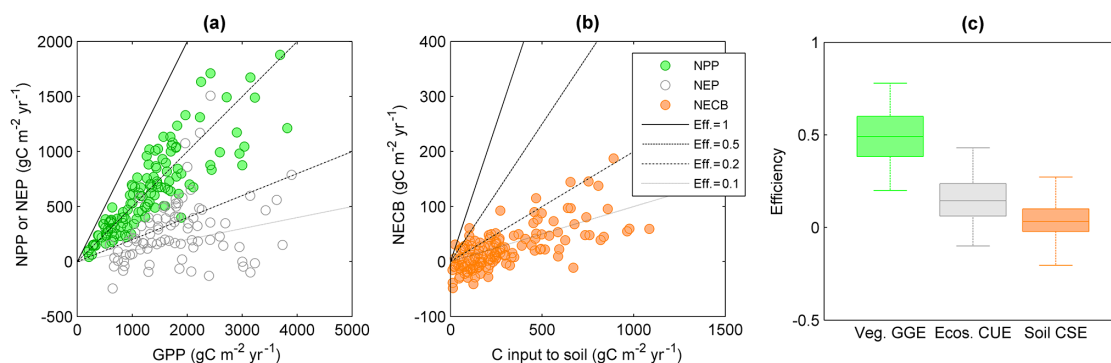 (a)
NPP or NEP (gC m⁻² yr⁻¹)
2000
1500
1000
500
0
-500
0 1000 2000 3000 4000 5000
GPP (gC m⁻² yr⁻¹)
(b)
NECB (gC m⁻² yr⁻¹)
400
300
200
100
0
-100
0 500 1000 1500
C input to soil (gC m⁻² yr⁻¹)
NPP
NEP
NECB
Eff.=1
Eff.=0.5
Eff.=0.2
Eff.=0.1
(c)
Efficiency
1
0.5
0
-0.5
Veg. GGE Ecos. CUE Soil CSE